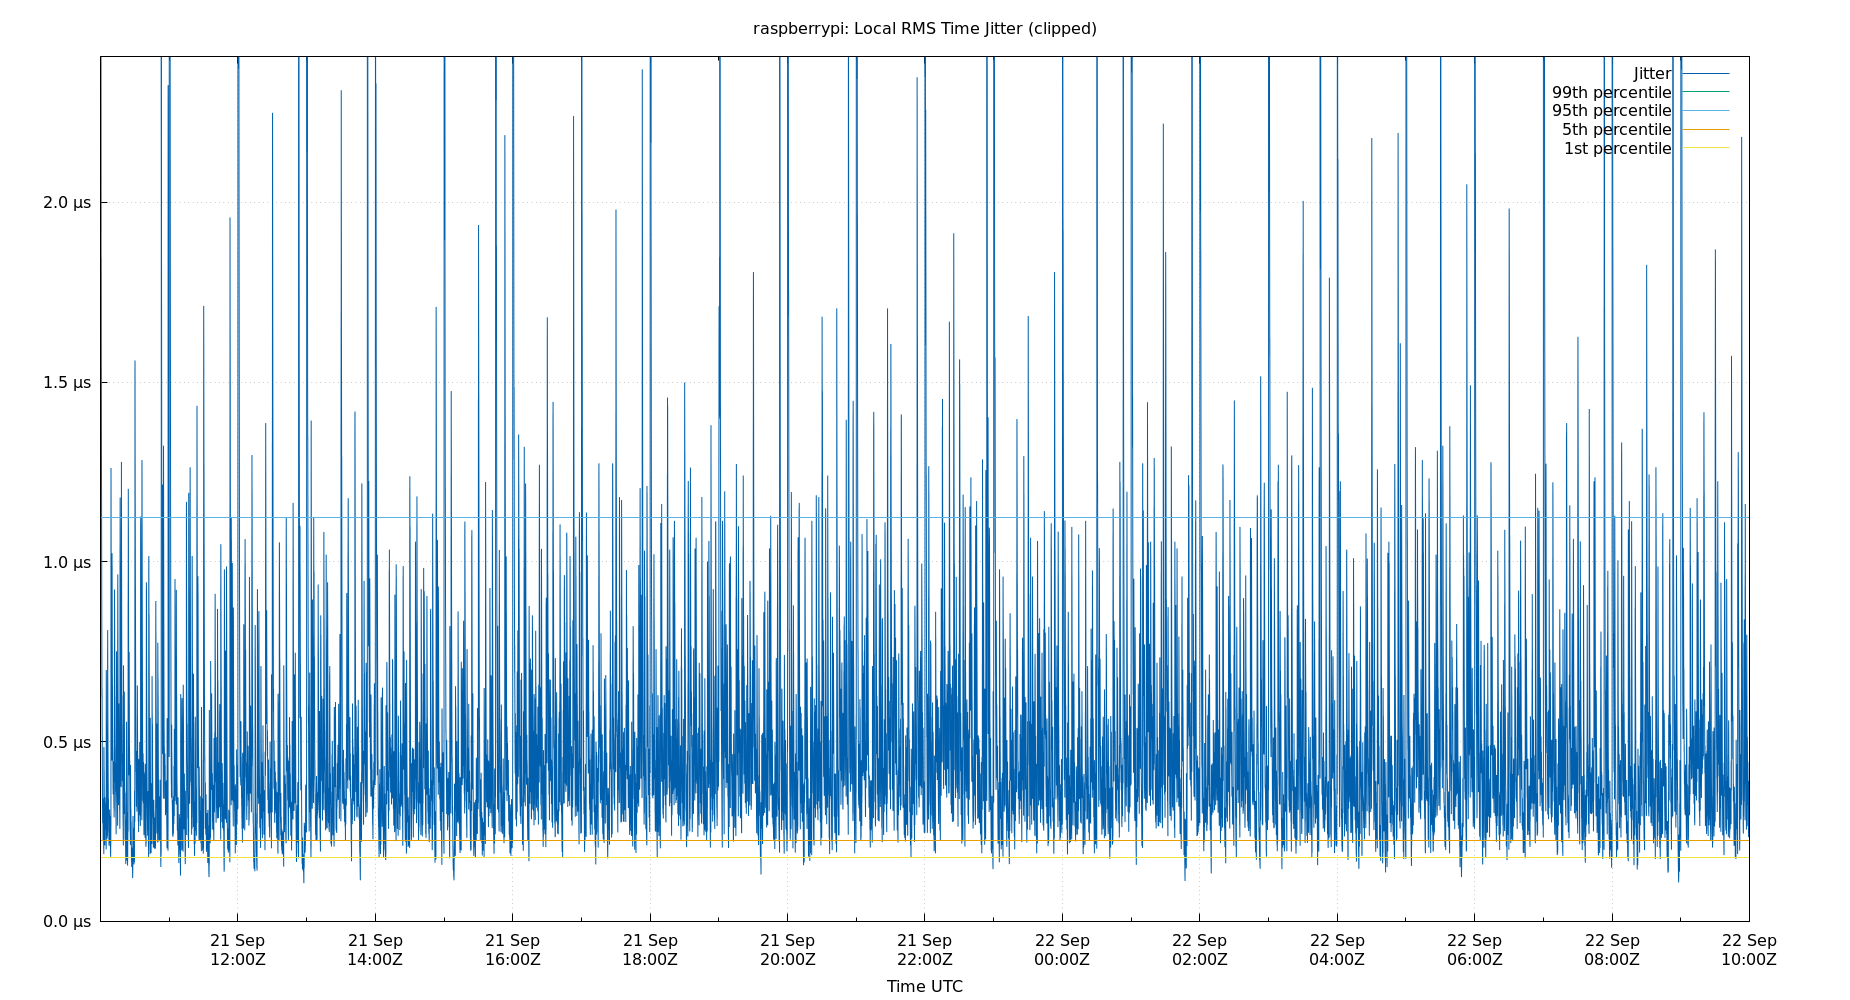 raspberrypi: Local RMS Time Jitter (clipped)
Jitter
99th percentile
95th percentile
5th percentile
1st percentile
2.0 µs
1.5 µs
1.0 µs
0.5 µs
0.0 µs
21 Sep 21 Sep 21 Sep 21 Sep 21 Sep 21 Sep 22 Sep 22 Sep 22 Sep 22 Sep 22 Sep 22 Sep
12:00Z 14:00Z 16:00Z 18:00Z 20:00Z 22:00Z 00:00Z 02:00Z 04:00Z 06:00Z 08:00Z 10:00Z
Time UTC